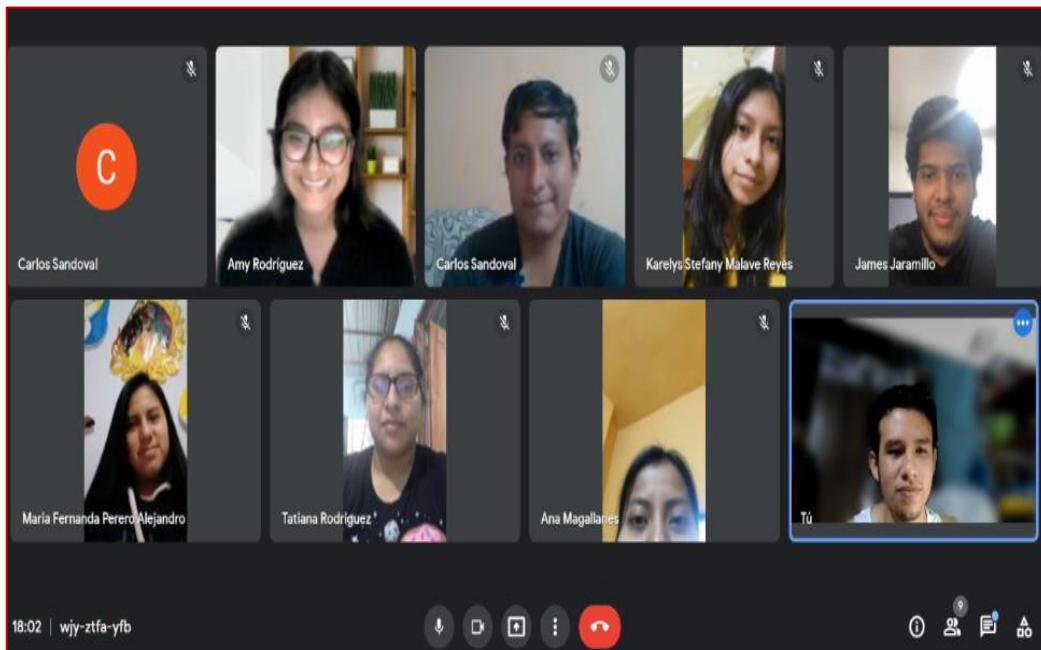 C
Carlos Sandoval
Amy Rodríguez
Carlos Sandoval
Karelys Stefany Malave Reyes
James Jaramillo
Maria Fernanda Perero Alejandro
Tatiana Rodriguez
Ana Magallanes
Tú
18:02 | wjy-ztfa-yfb
9